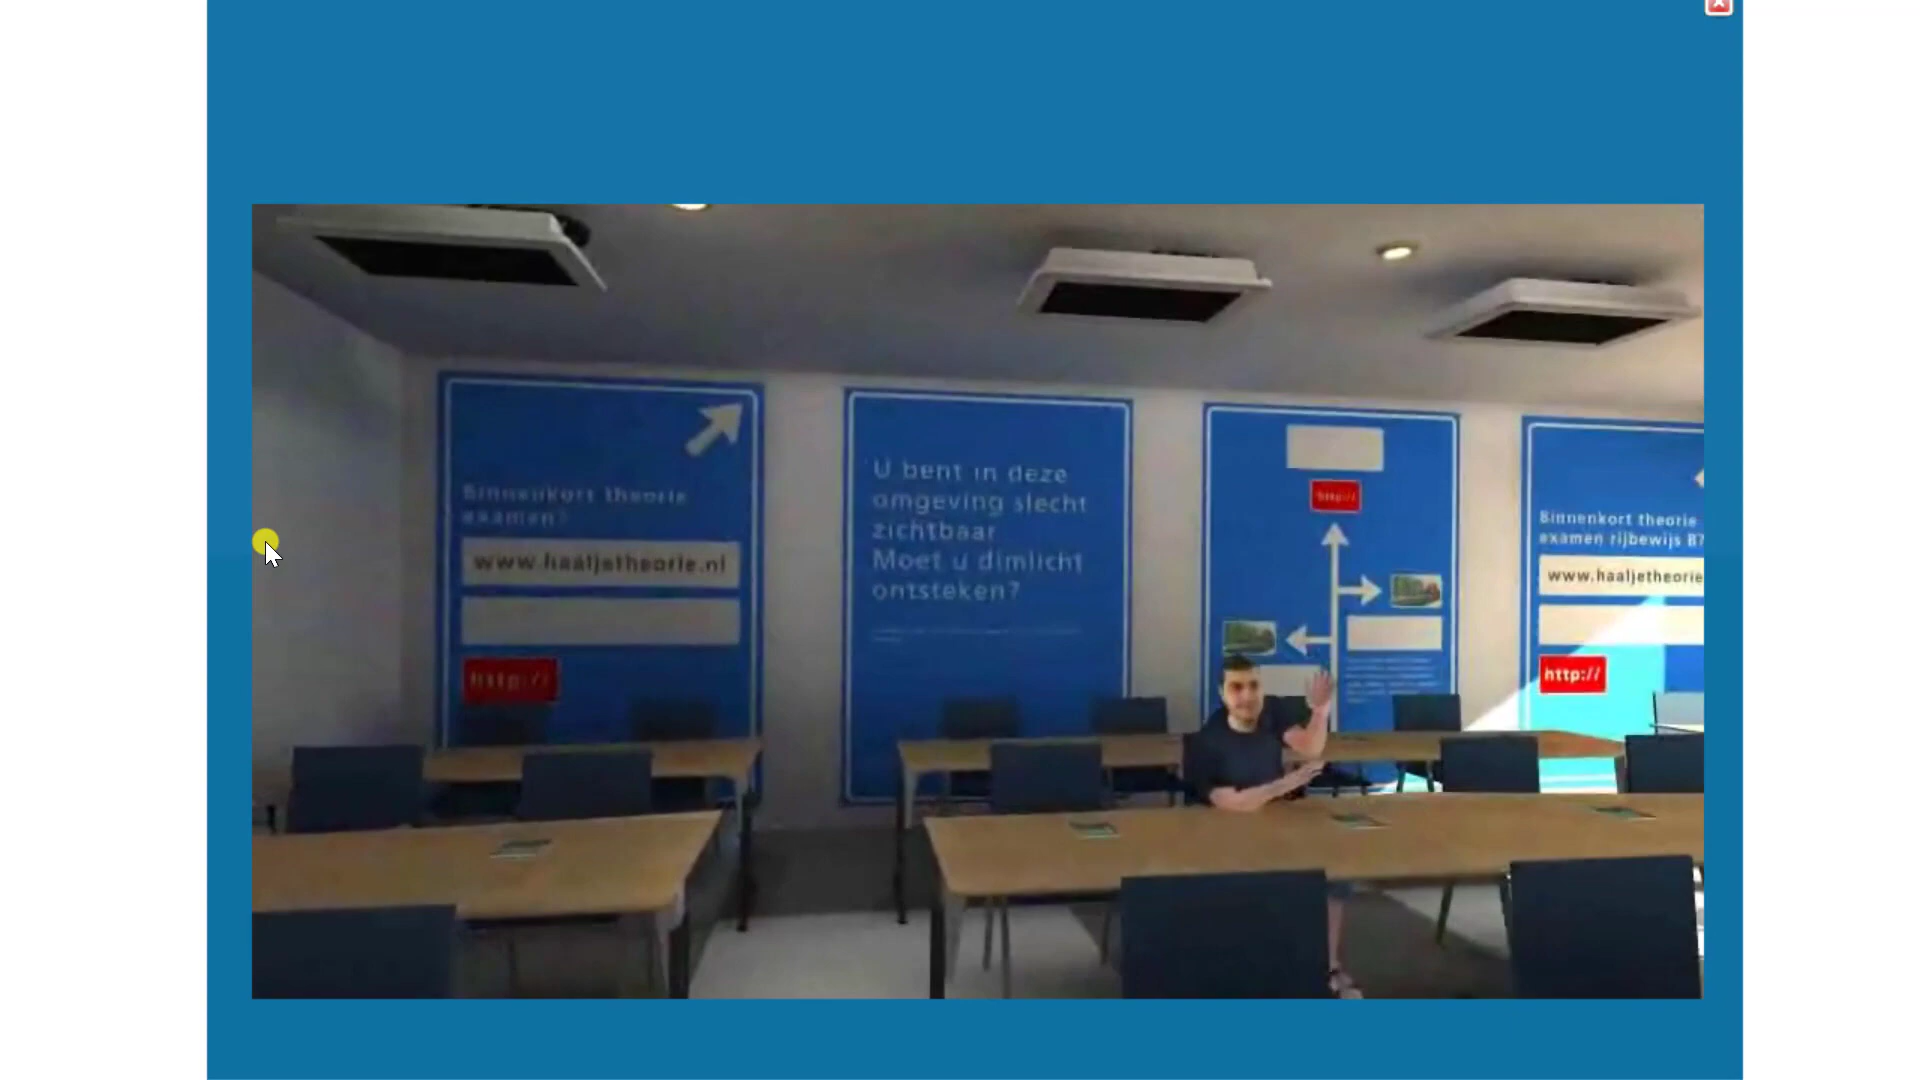 Binnenkort theorie
examen?
www.haaljetheorie.nl
http://
U bent in deze
omgeving slecht
zichtbaar
Moet u dimlicht
ontsteken?
http://
Binnenkort theorie
examen rijbewijs B?
www.haaljetheorie
http://